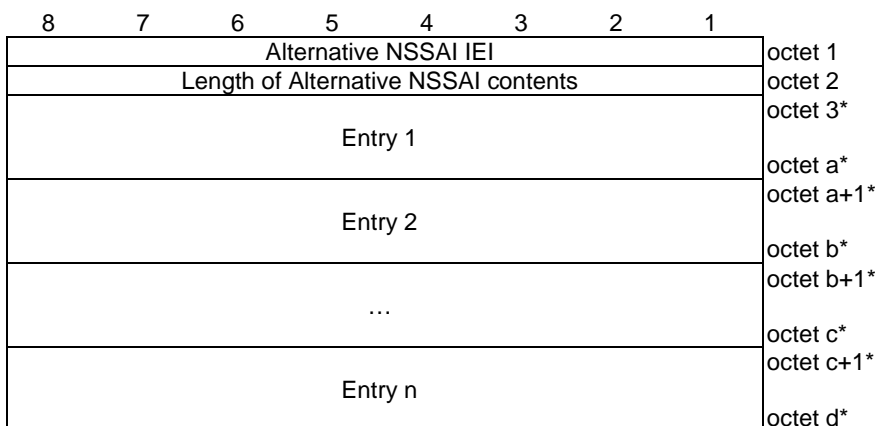 8 7 6 5 4 3 2 1
Alternative NSSAI IEI octet 1
Length of Alternative NSSAI contents octet 2
octet 3*
Entry 1
octet a*
octet a+1*
Entry 2
octet b*
octet b+1*
…
octet c*
octet c+1*
Entry n
octet d*